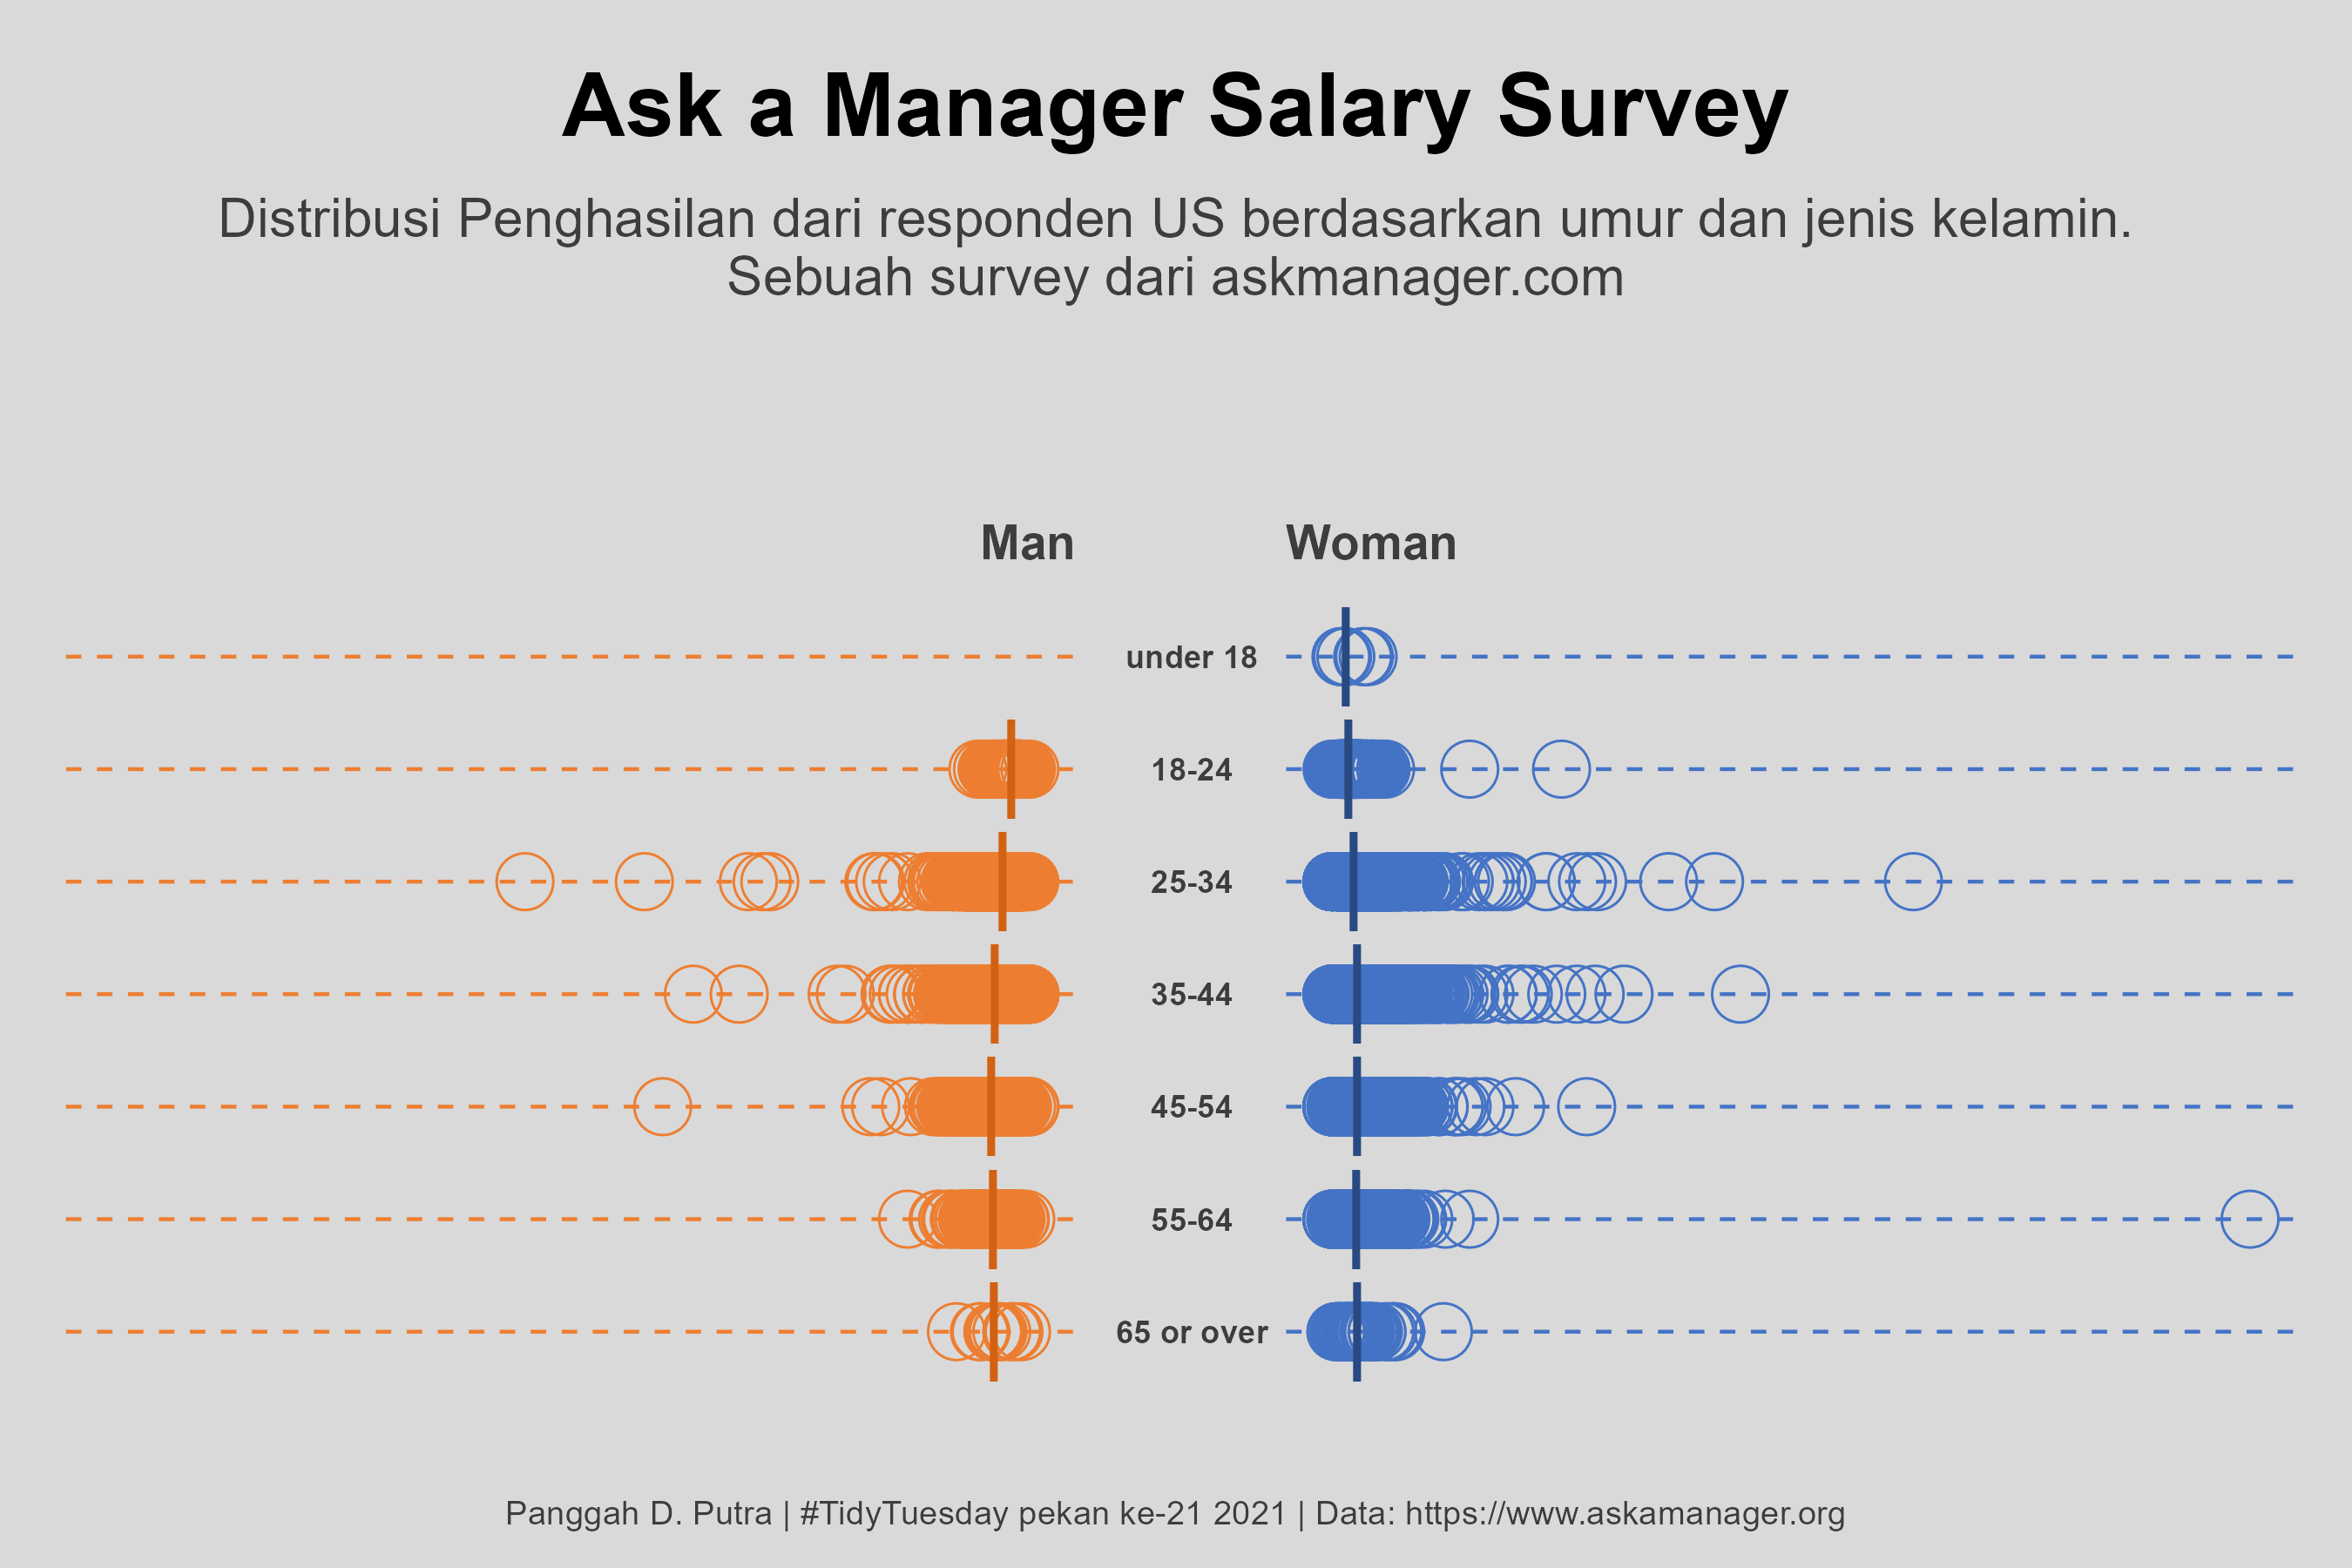 Ask a Manager Salary Survey
Distribusi Penghasilan dari responden US berdasarkan umur dan jenis kelamin.
Sebuah survey dari askmanager.com
Man
Woman
under 18
18-24
25-34
35-44
45-54
55-64
65 or over
Panggah D. Putra | #TidyTuesday pekan ke-21 2021 | Data: https://www.askamanager.org